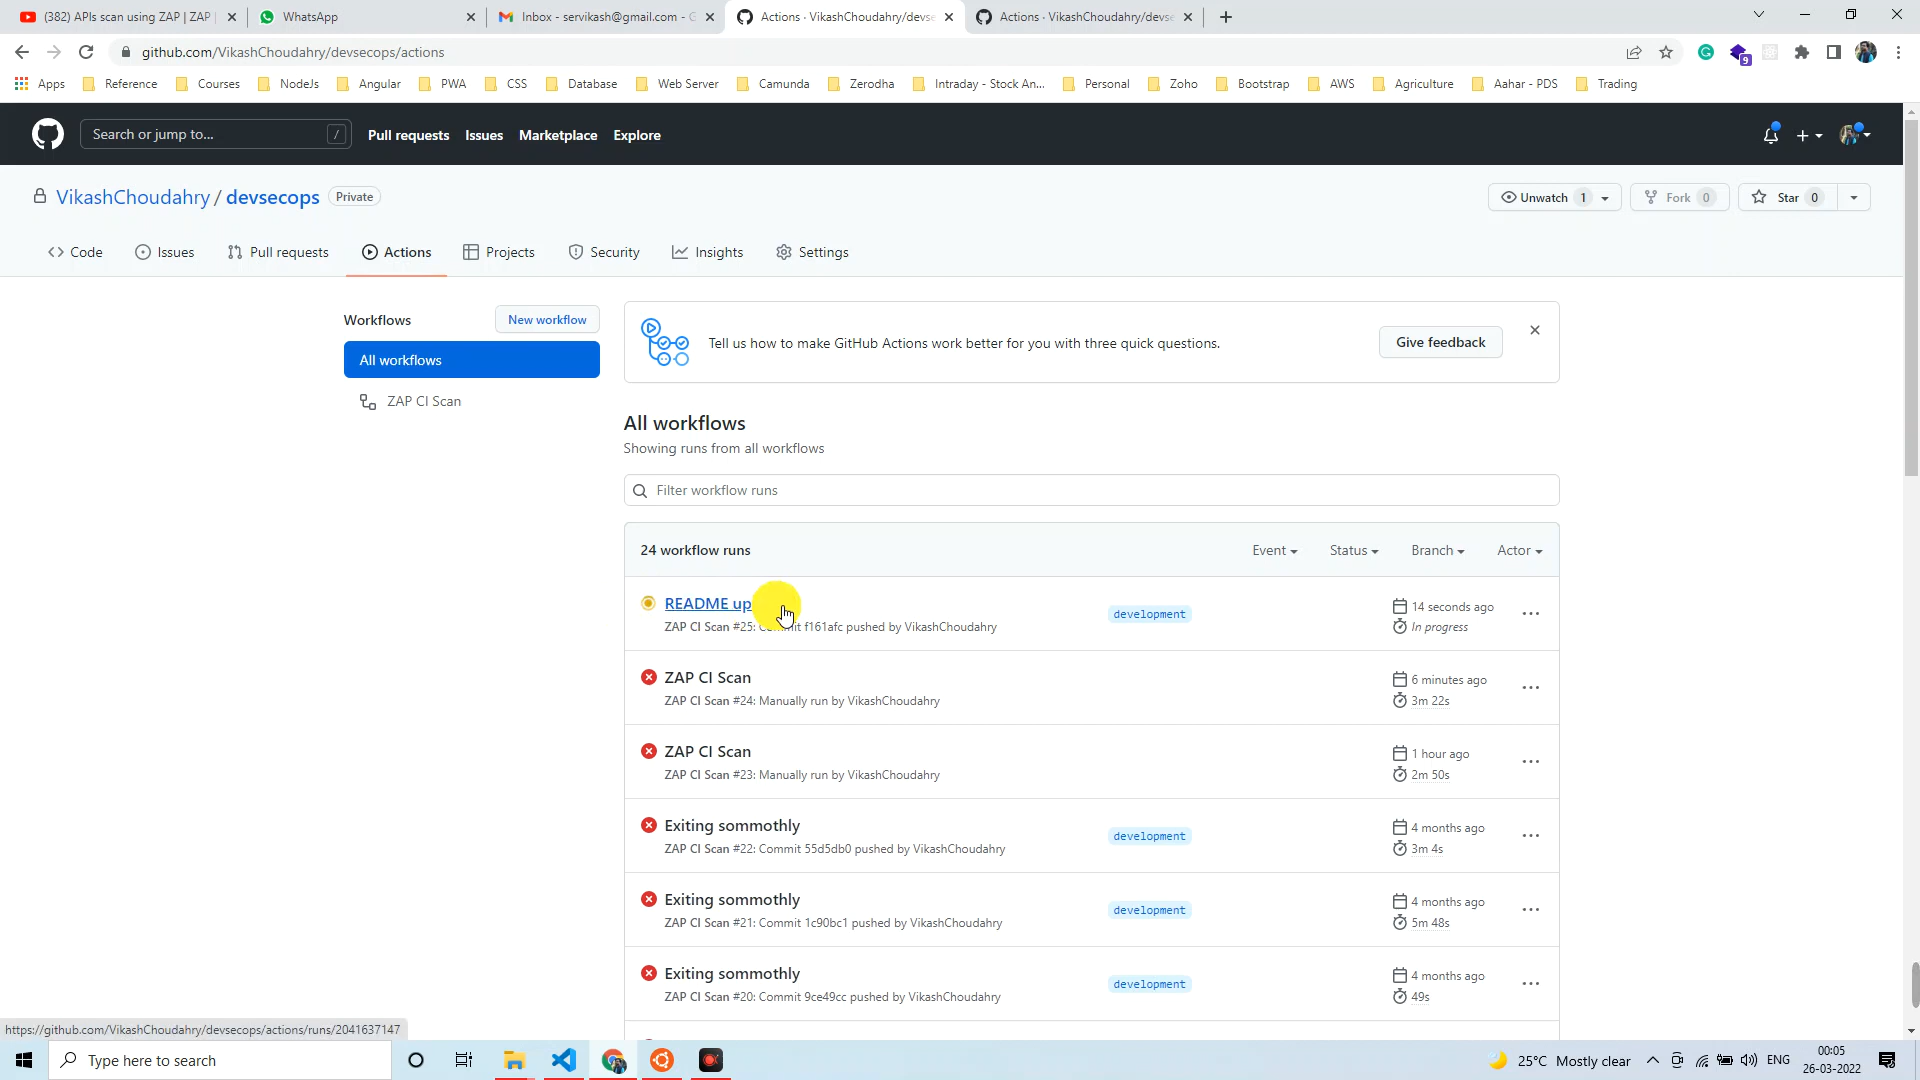 (382) APIs scan using ZAP | ZAP
WhatsApp
Inbox - servikash@gmail.com - G
Actions · VikashChoudahry/devse
Actions · VikashChoudahry/devse
github.com/VikashChoudahry/devsecops/actions
9
Apps
Reference
Courses
NodeJs
Angular
PWA
CSS
Database
Web Server
Camunda
Zerodha
Intraday - Stock An...
Personal
Zoho
Bootstrap
AWS
Agriculture
Aahar - PDS
Trading
Search or jump to...
/
Pull requests
Issues
Marketplace
Explore
VikashChoudahry / devsecops
Private
Unwatch 1
Fork 0
Star 0
Code
Issues
Pull requests
Actions
Projects
Security
Insights
Settings
Workflows
New workflow
All workflows
ZAP CI Scan
Tell us how to make GitHub Actions work better for you with three quick questions.
Give feedback
All workflows
Showing runs from all workflows
Filter workflow runs
24 workflow runs
Event
Status
Branch
Actor
README up
ZAP CI Scan #25: f161afc pushed by VikashChoudahry
development
14 seconds ago
In progress
ZAP CI Scan
ZAP CI Scan #24: Manually run by VikashChoudahry
6 minutes ago
3m 22s
ZAP CI Scan
ZAP CI Scan #23: Manually run by VikashChoudahry
1 hour ago
2m 50s
Exiting sommothly
ZAP CI Scan #22: Commit 55d5db0 pushed by VikashChoudahry
development
4 months ago
3m 4s
Exiting sommothly
ZAP CI Scan #21: Commit 1c90bc1 pushed by VikashChoudahry
development
4 months ago
5m 48s
Exiting sommothly
ZAP CI Scan #20: Commit 9ce49cc pushed by VikashChoudahry
development
4 months ago
49s
https://github.com/VikashChoudahry/devsecops/actions/runs/2041637147
Type here to search
25°C Mostly clear
ENG
00:05
26-03-2022